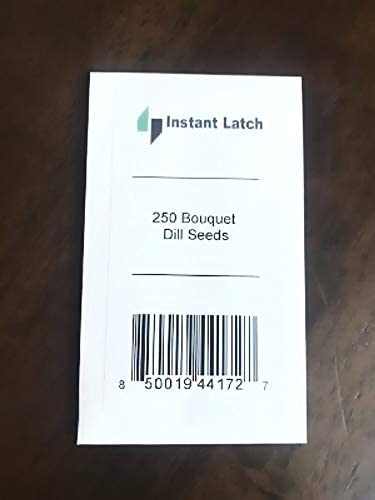 Instant Latch
250 Bouquet
Dill Seeds
8 50019 44172 7